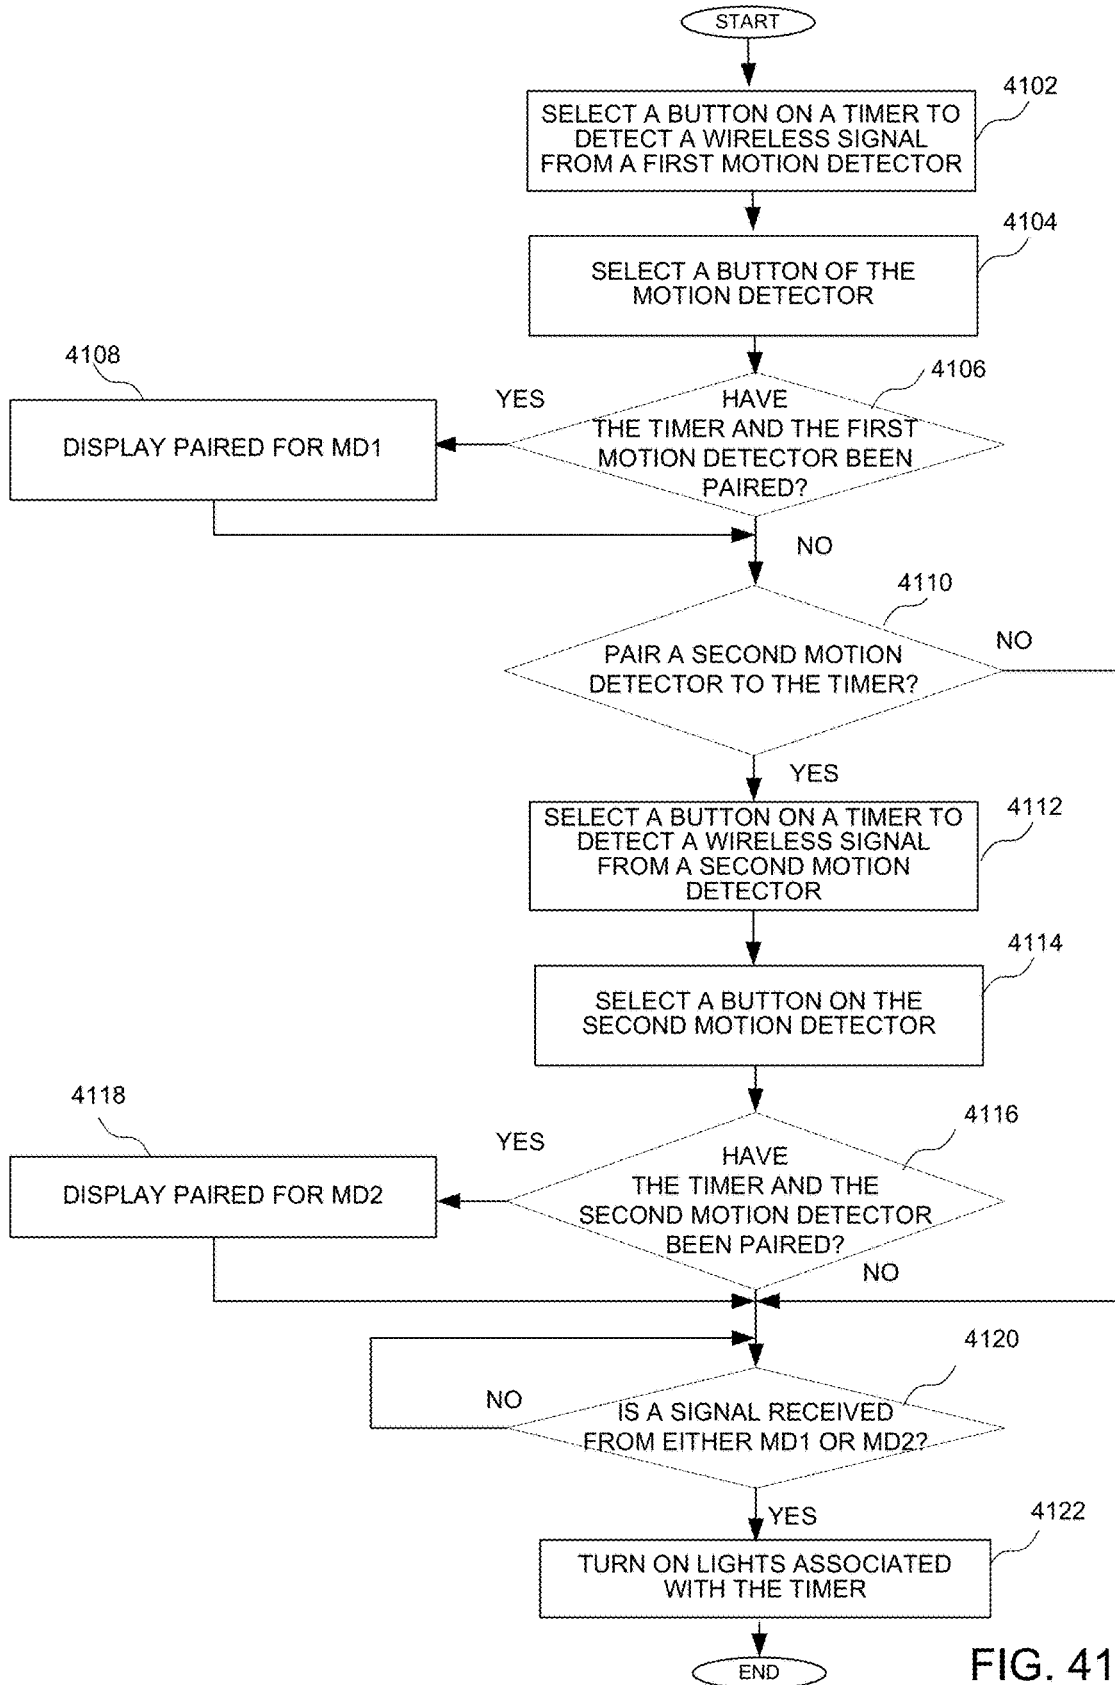 START
4102
SELECT A BUTTON ON A TIMER TO
DETECT A WIRELESS SIGNAL
FROM A FIRST MOTION DETECTOR
4104
SELECT A BUTTON OF THE
MOTION DETECTOR
4108
DISPLAY PAIRED FOR MD1
YES
4106
HAVE
THE TIMER AND THE FIRST
MOTION DETECTOR BEEN
PAIRED?
NO
4110
PAIR A SECOND MOTION
DETECTOR TO THE TIMER?
NO
YES
4112
SELECT A BUTTON ON A TIMER TO
DETECT A WIRELESS SIGNAL
FROM A SECOND MOTION
DETECTOR
4114
SELECT A BUTTON ON THE
SECOND MOTION DETECTOR
4118
DISPLAY PAIRED FOR MD2
YES
4116
HAVE
THE TIMER AND THE
SECOND MOTION DETECTOR
BEEN PAIRED?
NO
4120
NO
IS A SIGNAL RECEIVED
FROM EITHER MD1 OR MD2?
YES
4122
TURN ON LIGHTS ASSOCIATED
WITH THE TIMER
END
FIG. 41